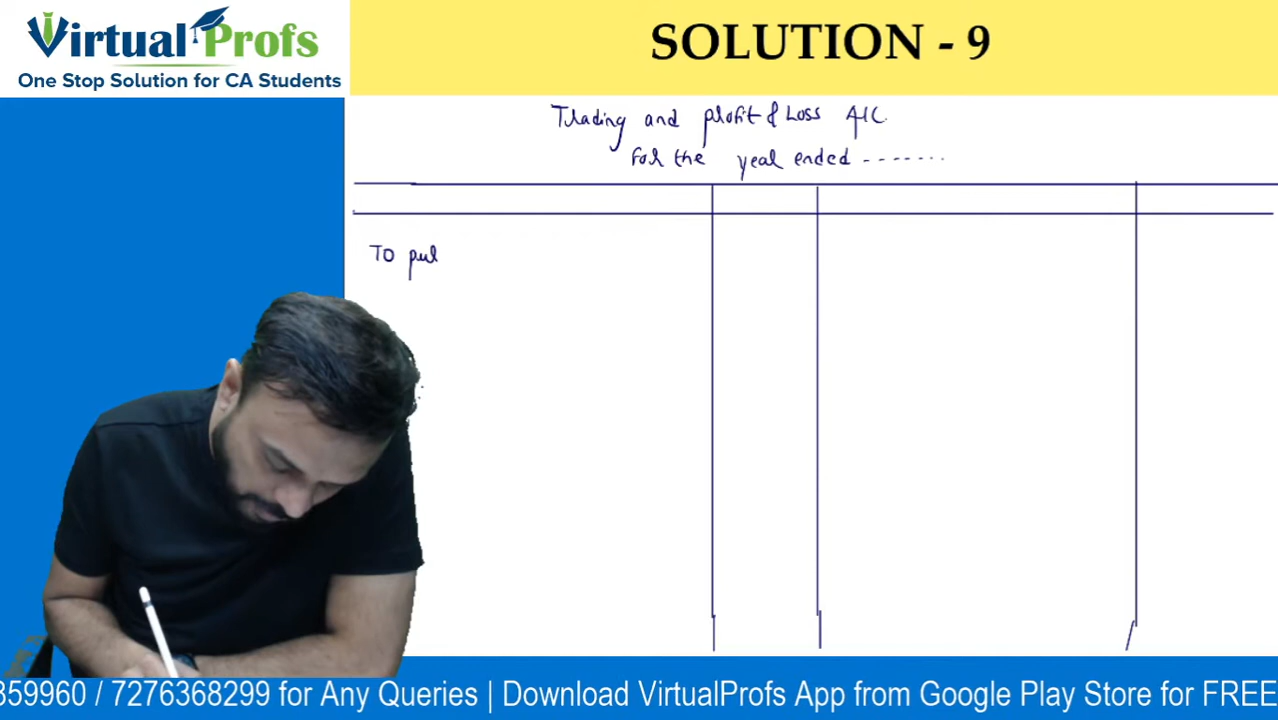 Virtual Profs
One Stop Solution for CA Students
SOLUTION - 9
Trading and profit & Loss A/C
For the year ended -------
To pur
359960 / 7276368299 for Any Queries | Download VirtualProfs App from Google Play Store for FREE